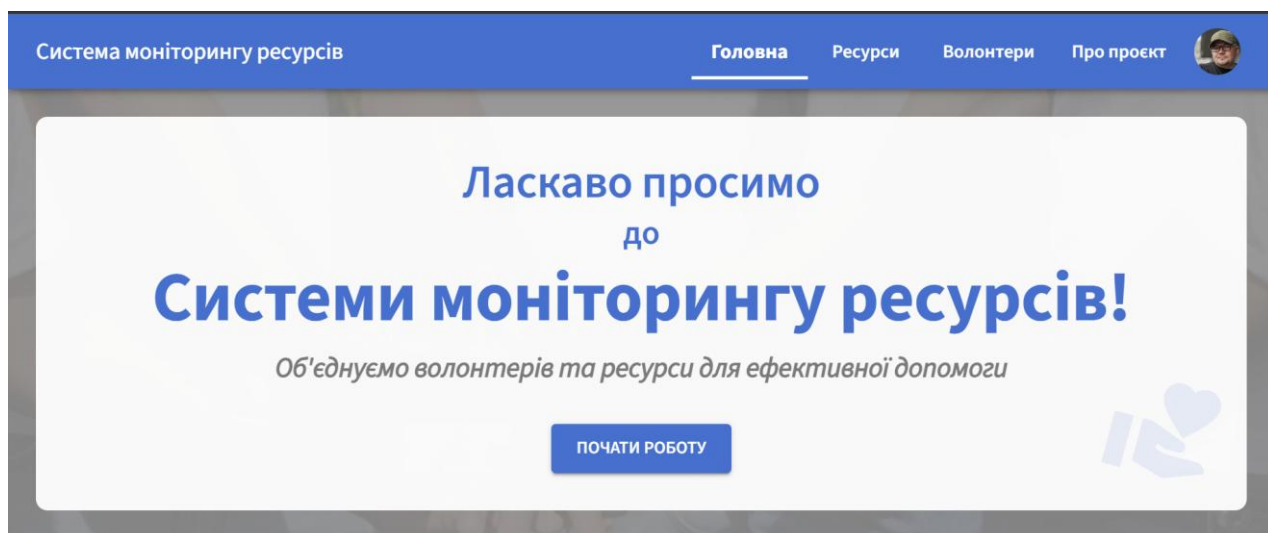 Система моніторингу ресурсів
Головна
Ресурси
Волонтери
Про проєкт
Ласкаво просимо
до
Системи моніторингу ресурсів!
Об'єднуємо волонтерів та ресурси для ефективної допомоги
ПОЧАТИ РОБОТУ